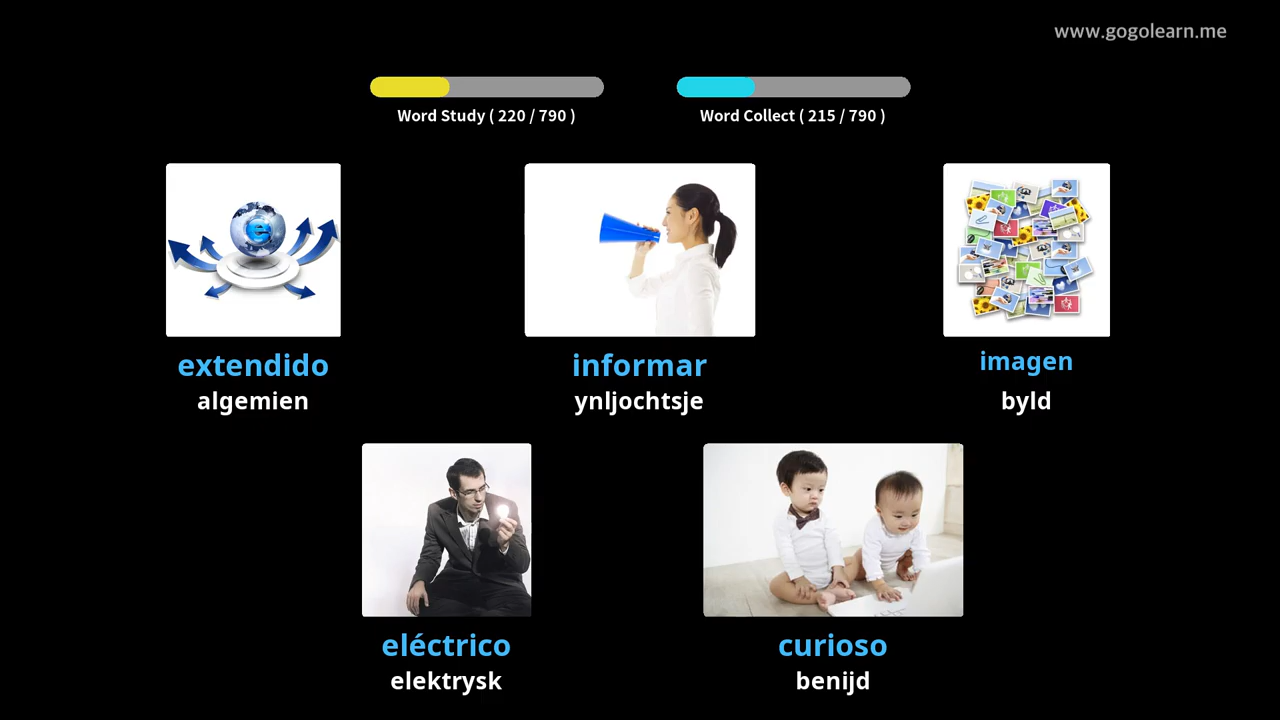 www.gogolearn.me
Word Study ( 220 / 790 )
Word Collect ( 215 / 790 )
extendido
algemien
informar
ynljochtsje
imagen
byld
eléctrico
elektrysk
curioso
benijd